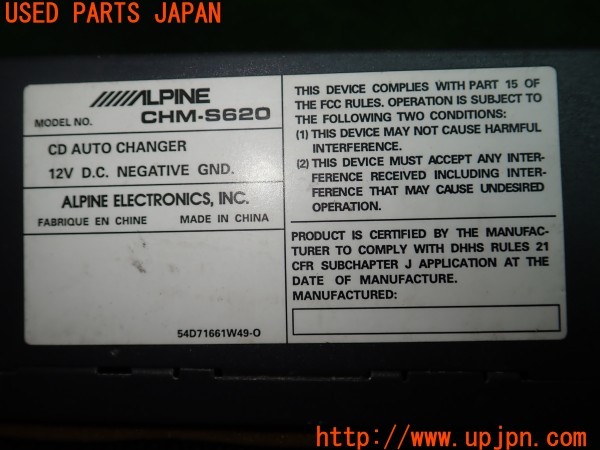 USED PARTS JAPAN
ALPINE
MODEL NO. CHM-S620
CD AUTO CHANGER
12V D.C. NEGATIVE GND.
ALPINE ELECTRONICS, INC.
FABRIQUE EN CHINE MADE IN CHINA
54D71661W49-O
THIS DEVICE COMPLIES WITH PART 15 OF
THE FCC RULES. OPERATION IS SUBJECT TO
THE FOLLOWING TWO CONDITIONS:
(1) THIS DEVICE MAY NOT CAUSE HARMFUL
INTERFERENCE.
(2) THIS DEVICE MUST ACCEPT ANY INTER-
FERENCE RECEIVED INCLUDING INTER-
FERENCE THAT MAY CAUSE UNDESIRED
OPERATION.
PRODUCT IS CERTIFIED BY THE MANUFAC-
TURER TO COMPLY WITH DHHS RULES 21
CFR SUBCHAPTER J APPLICATION AT THE
DATE OF MANUFACTURE.
MANUFACTURED:
http://www.upjpn.com/